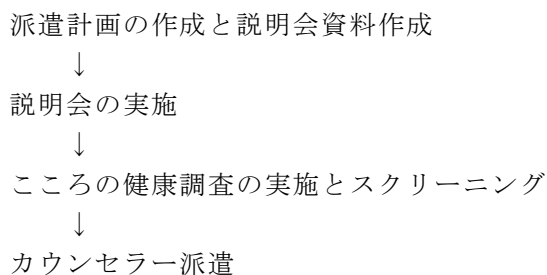 派遣計画の作成と説明会資料作成
↓
説明会の実施
↓
こころの健康調査の実施とスクリーニング
↓
カウンセラー派遣